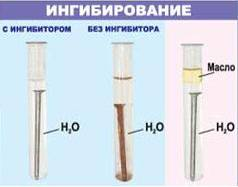 ИНГИБИРОВАНИЕ
С ИНГИБИТОРОМ БЕЗ ИНГИБИТОРА
Масло
H₂O H₂O H₂O